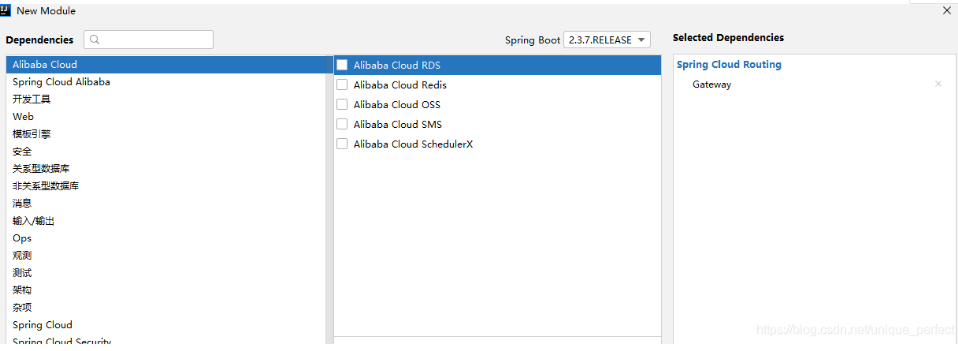 New Module
Dependencies
Spring Boot 2.3.7.RELEASE
Selected Dependencies
Alibaba Cloud
Spring Cloud Alibaba
开发工具
Web
模板引擎
安全
关系型数据库
非关系型数据库
消息
输入/输出
Ops
观测
测试
架构
杂项
Spring Cloud
Spring Cloud Security
Alibaba Cloud RDS
Alibaba Cloud Redis
Alibaba Cloud OSS
Alibaba Cloud SMS
Alibaba Cloud SchedulerX
Spring Cloud Routing
Gateway
https://blog.csdn.net/unique_perfect